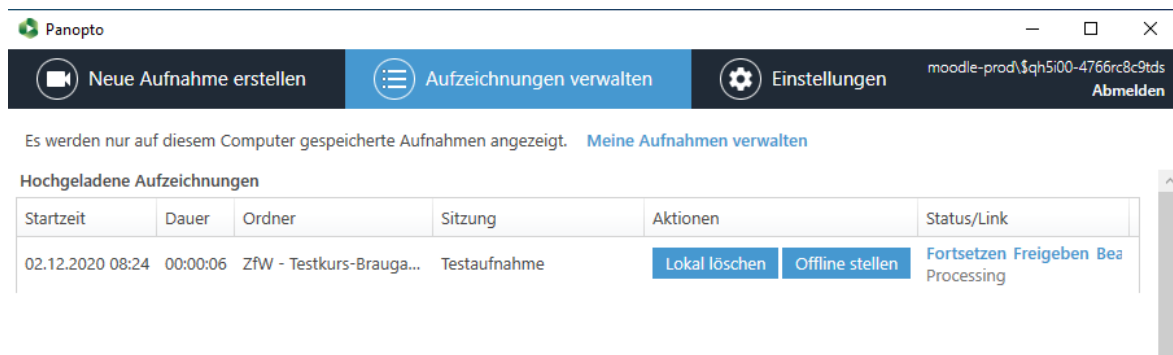 Panopto
Neue Aufnahme erstellen
Aufzeichnungen verwalten
Einstellungen
moodle-prod\$qh5i00-4766rc8c9tds
Abmelden
Es werden nur auf diesem Computer gespeicherte Aufnahmen angezeigt. Meine Aufnahmen verwalten
Hochgeladene Aufzeichnungen
Startzeit Dauer Ordner Sitzung Aktionen Status/Link
02.12.2020 08:24 00:00:06 ZfW - Testkurs-Brauga... Testaufnahme Lokal löschen Offline stellen Fortsetzen Freigeben Bea
Processing